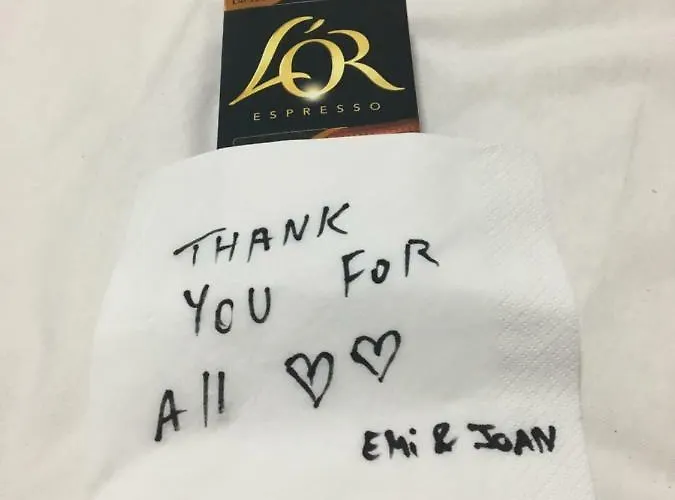 L'OR
ESPRESSO
THANK
YOU FOR
All ♡♡
EMi & JOAN